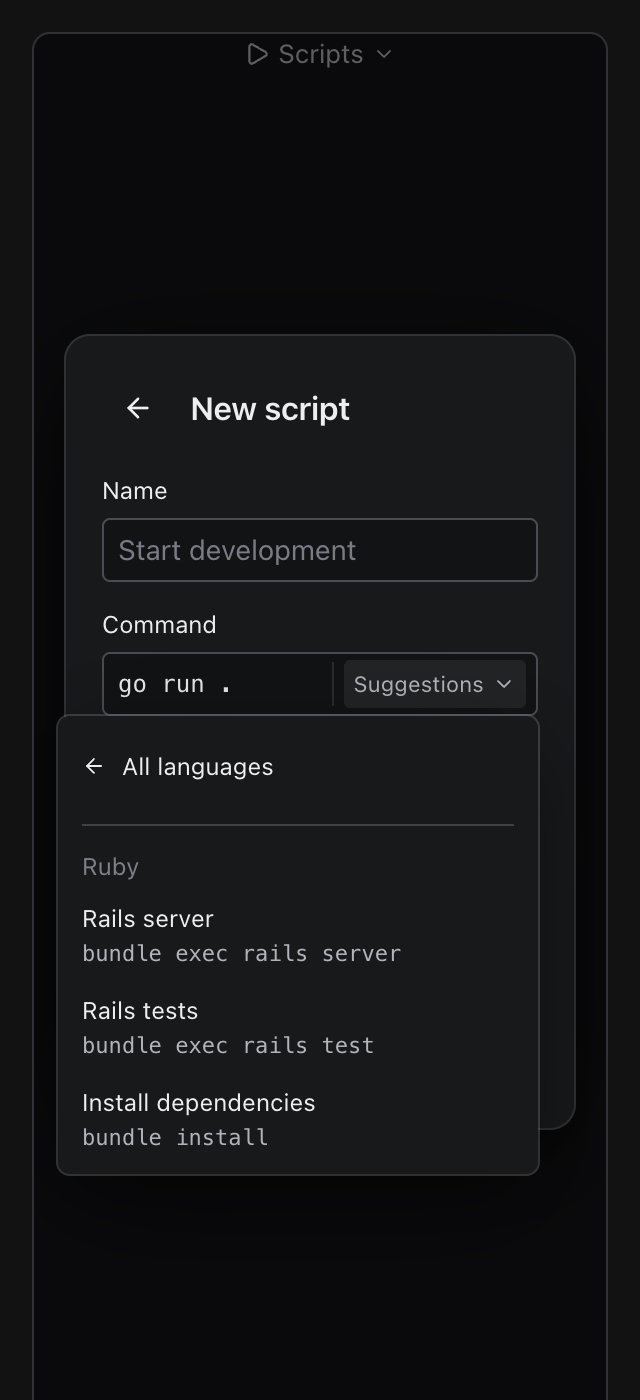 Scripts
New script
Name
Start development
Command
go run .
Suggestions
All languages
Ruby
Rails server
bundle exec rails server
Rails tests
bundle exec rails test
Install dependencies
bundle install